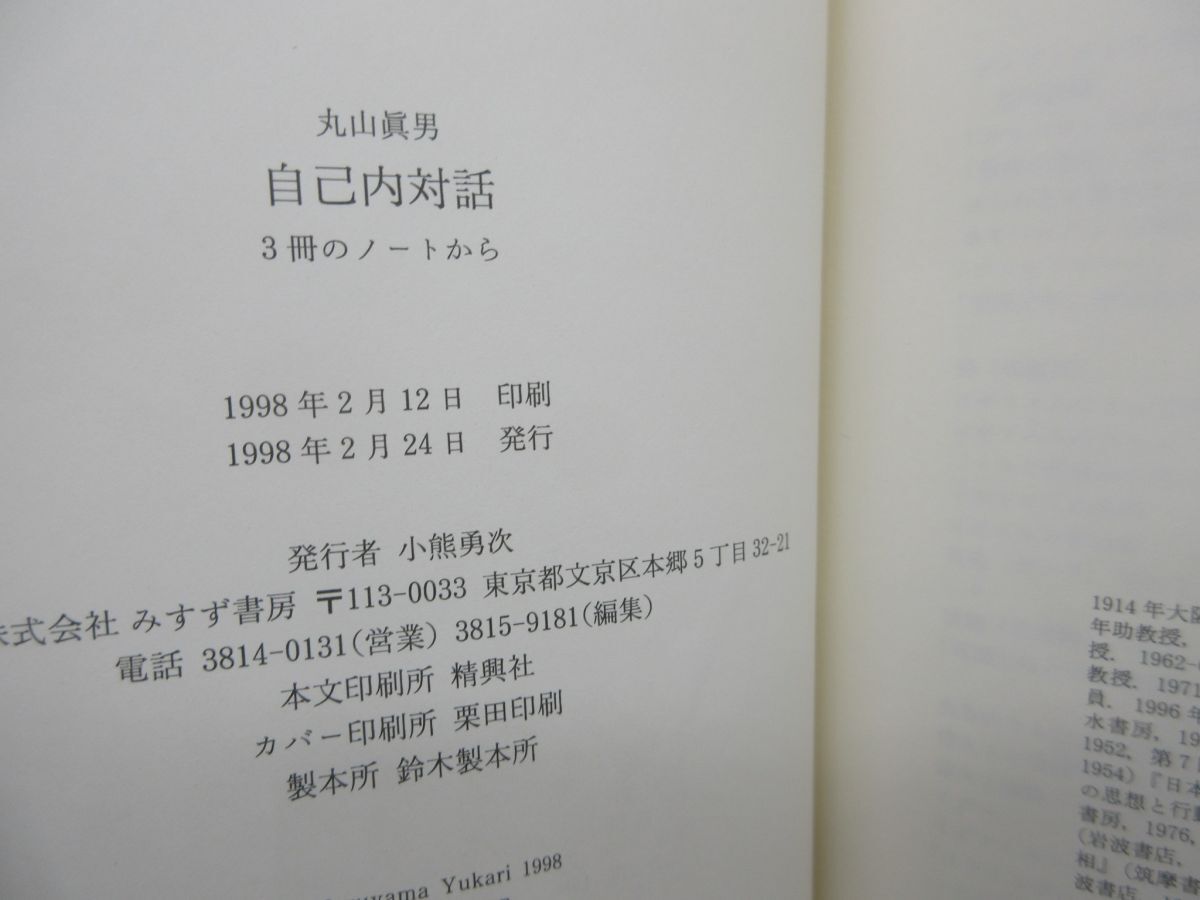 丸山眞男
自己内対話
3冊のノートから
1998年2月12日 印刷
1998年2月24日 発行
発行者 小熊勇次
株式会社 みすず書房 〒113-0033 東京都文京区本郷5丁目32-21
電話 3814-0131(営業) 3815-9181(編集)
本文印刷所 精興社
カバー印刷所 栗田印刷
製本所 鈴木製本所
Yukari 1998
1914年大阪
年助教授,
授. 1962-
教授. 1971
員. 1996年
水書房, 19
1952, 第7
1954)『日本
の思想と行動
書房, 1976,
(岩波書店,
相』(筑摩書
波書店,